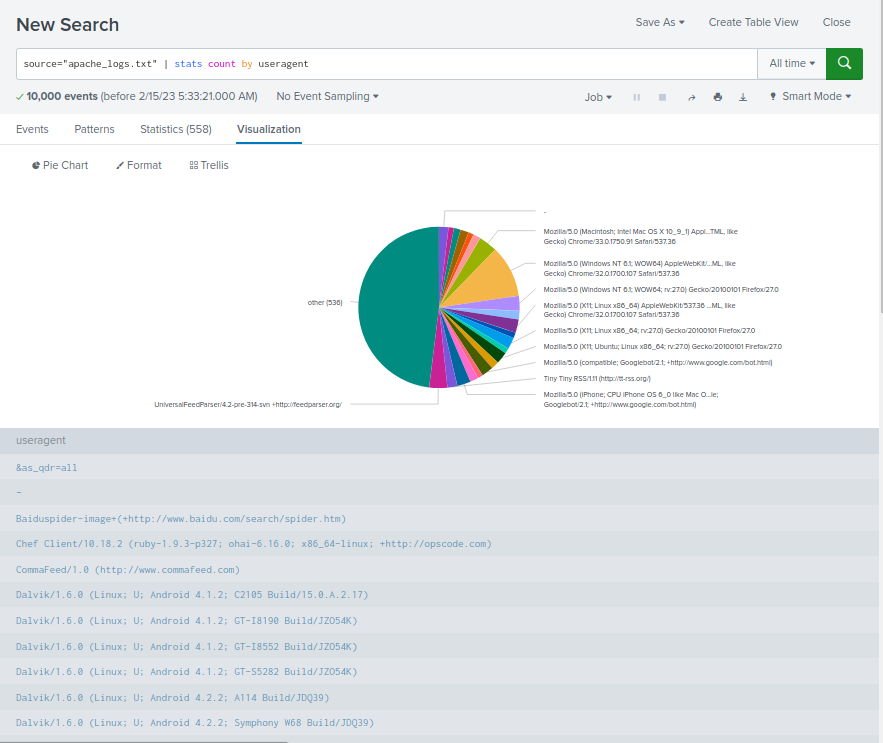 New Search
Save As
Create Table View
Close
source="apache_logs.txt" | stats count by useragent
All time
10,000 events (before 2/15/23 5:33:21.000 AM)
No Event Sampling
Job
Smart Mode
Events
Patterns
Statistics (558)
Visualization
Pie Chart
Format
Trellis
-
Mozilla/5.0 (Macintosh; Intel Mac OS X 10_9_1) Appl...TML, like
Gecko) Chrome/33.0.1750.91 Safari/537.36
Mozilla/5.0 (Windows NT 6.1; WOW64) AppleWebKit/...ML, like
Gecko) Chrome/32.0.1700.107 Safari/537.36
Mozilla/5.0 (Windows NT 6.1; WOW64; rv:27.0) Gecko/20100101 Firefox/27.0
other (536)
Mozilla/5.0 (X11; Linux x86_64) AppleWebKit/537.36 ...ML, like
Gecko) Chrome/32.0.1700.107 Safari/537.36
Mozilla/5.0 (X11; Linux x86_64; rv:27.0) Gecko/20100101 Firefox/27.0
Mozilla/5.0 (X11; Ubuntu; Linux x86_64; rv:27.0) Gecko/20100101 Firefox/27.0
Mozilla/5.0 (compatible; Googlebot/2.1; +http://www.google.com/bot.html)
Tiny Tiny RSS/1.11 (http://tt-rss.org/)
Mozilla/5.0 (iPhone; CPU iPhone OS 6_0 like Mac O...le;
Googlebot/2.1; +http://www.google.com/bot.html)
UniversalFeedParser/4.2-pre-314-svn +http://feedparser.org/
useragent
&as_qdr=all
-
Baiduspider-image+(+http://www.baidu.com/search/spider.htm)
Chef Client/10.18.2 (ruby-1.9.3-p327; ohai-6.16.0; x86_64-linux; +http://opscode.com)
CommaFeed/1.0 (http://www.commafeed.com)
Dalvik/1.6.0 (Linux; U; Android 4.1.2; C2105 Build/15.0.A.2.17)
Dalvik/1.6.0 (Linux; U; Android 4.1.2; GT-I8190 Build/JZO54K)
Dalvik/1.6.0 (Linux; U; Android 4.1.2; GT-I8552 Build/JZO54K)
Dalvik/1.6.0 (Linux; U; Android 4.1.2; GT-S5282 Build/JZO54K)
Dalvik/1.6.0 (Linux; U; Android 4.2.2; A114 Build/JDQ39)
Dalvik/1.6.0 (Linux; U; Android 4.2.2; Symphony W68 Build/JDQ39)